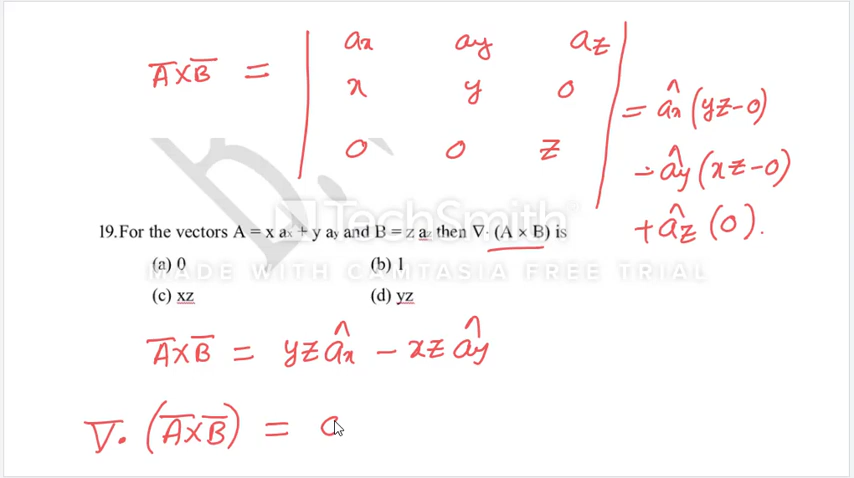 A̅×B̅ = | ax ay az |
| x y 0 |
| 0 0 z |
= âx (yz-0)
- ây (xz-0)
+ âz (0).
TechSmith
19.For the vectors A = x ax + y ay and B = z az then ∇· (A × B) is
MADE WITH CAMTASIA FREE TRIAL
(a) 0 (b) 1
(c) xz (d) yz
A̅×B̅ = yz âx - xz ây
∇. (A̅×B̅) =